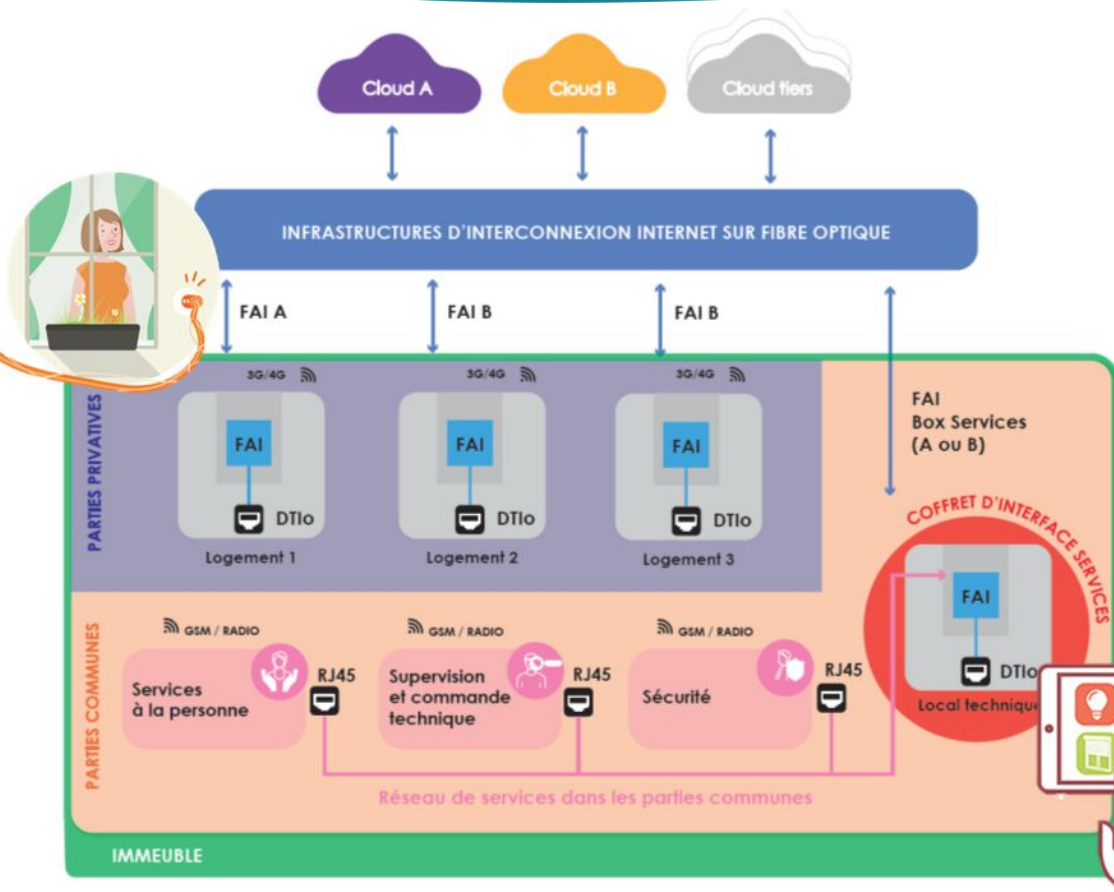 Cloud A
Cloud B
Cloud tiers
INFRASTRUCTURES D'INTERCONNEXION INTERNET SUR FIBRE OPTIQUE
FAI A
FAI B
FAI B
FAI
Box Services
(A ou B)
PARTIES PRIVATIVES
3G/4G
3G/4G
3G/4G
FAI
FAI
FAI
DTIo
DTIo
DTIo
Logement 1
Logement 2
Logement 3
COFFRET D'INTERFACE SERVICES
FAI
DTIo
Local technique
PARTIES COMMUNES
GSM / RADIO
GSM / RADIO
GSM / RADIO
Services
à la personne
RJ45
Supervision
et commande
technique
RJ45
Sécurité
RJ45
Réseau de services dans les parties communes
IMMEUBLE